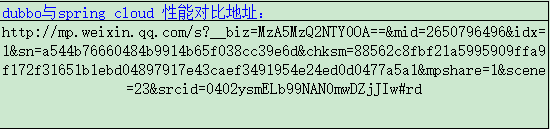 dubbo与spring cloud 性能对比地址：
http://mp.weixin.qq.com/s?__biz=MzA5MzQ2NTY0OA==&mid=2650796496&idx=
1&sn=a544b76660484b9914b65f038cc39e6d&chksm=88562c8fbf21a5995909ffa9
f172f31651b1ebd04897917e43caef3491954e24ed0d0477a5a1&mpshare=1&scene
=23&srcid=0402ysmELb99NAN0mwDZjJIw#rd